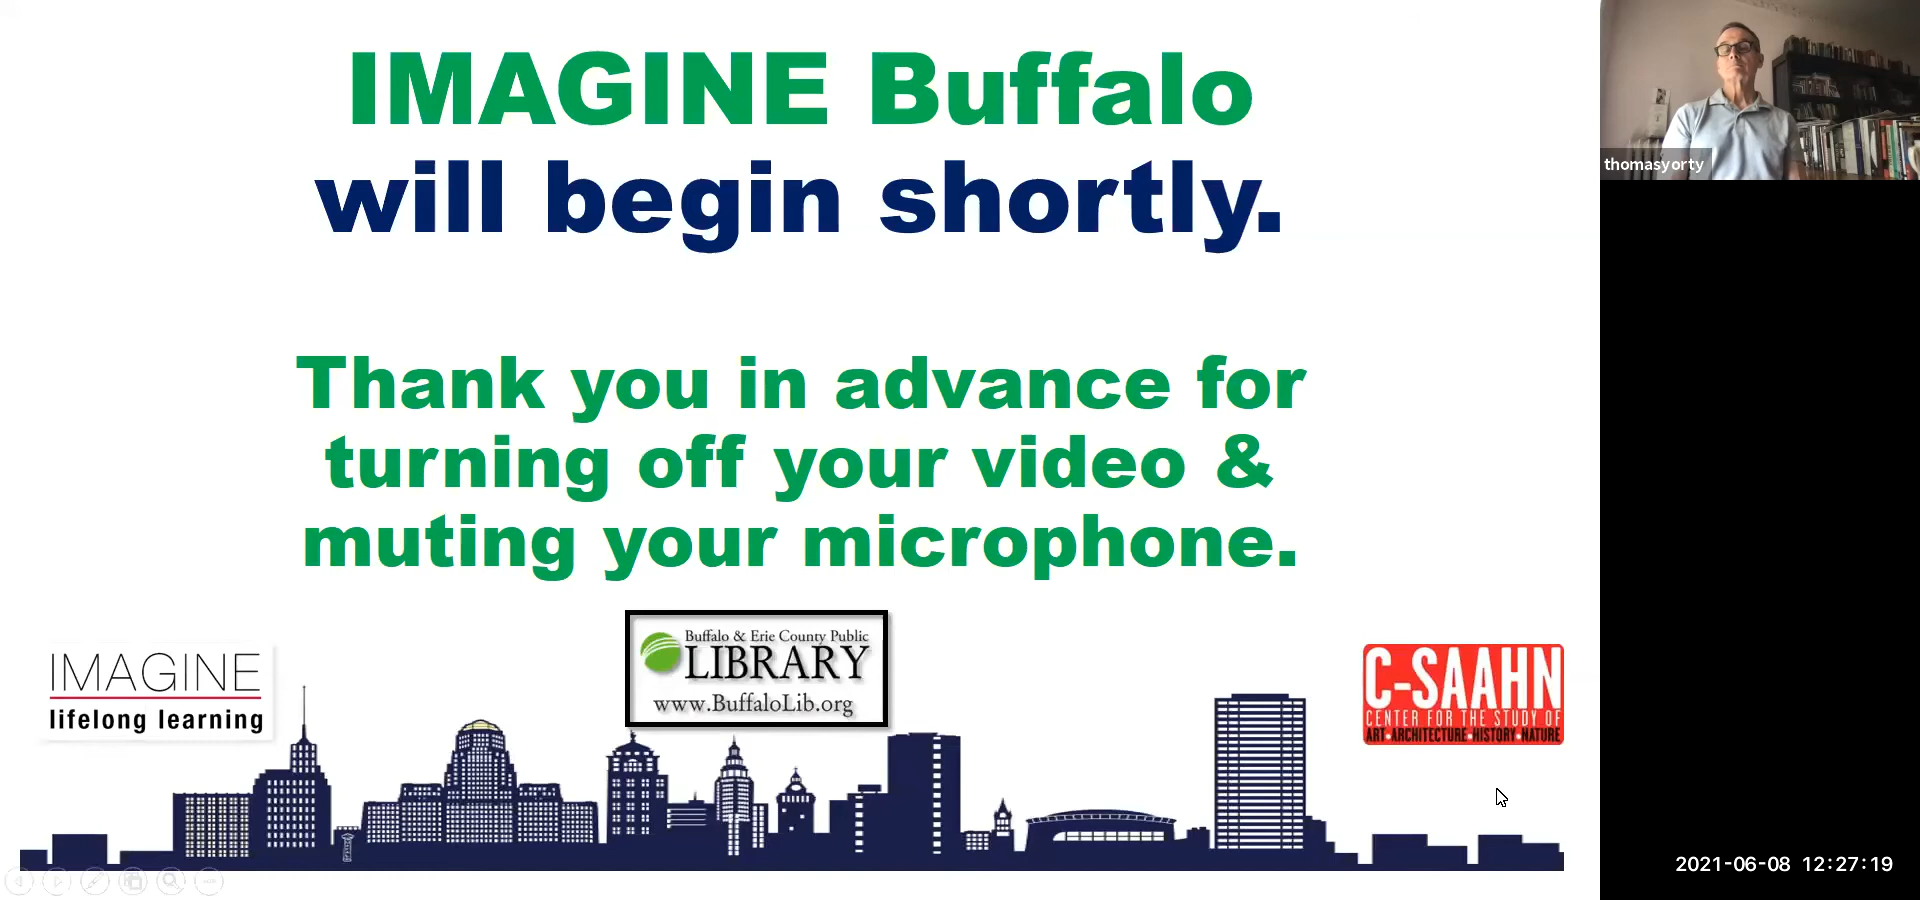 IMAGINE Buffalo
will begin shortly.
Thank you in advance for
turning off your video &
muting your microphone.
IMAGINE
lifelong learning
Buffalo & Erie County Public
LIBRARY
www.BuffaloLib.org
C-SAAHN
CENTER FOR THE STUDY OF
ART•ARCHITECTURE•HISTORY•NATURE
thomasyorty
2021-06-08 12:27:19